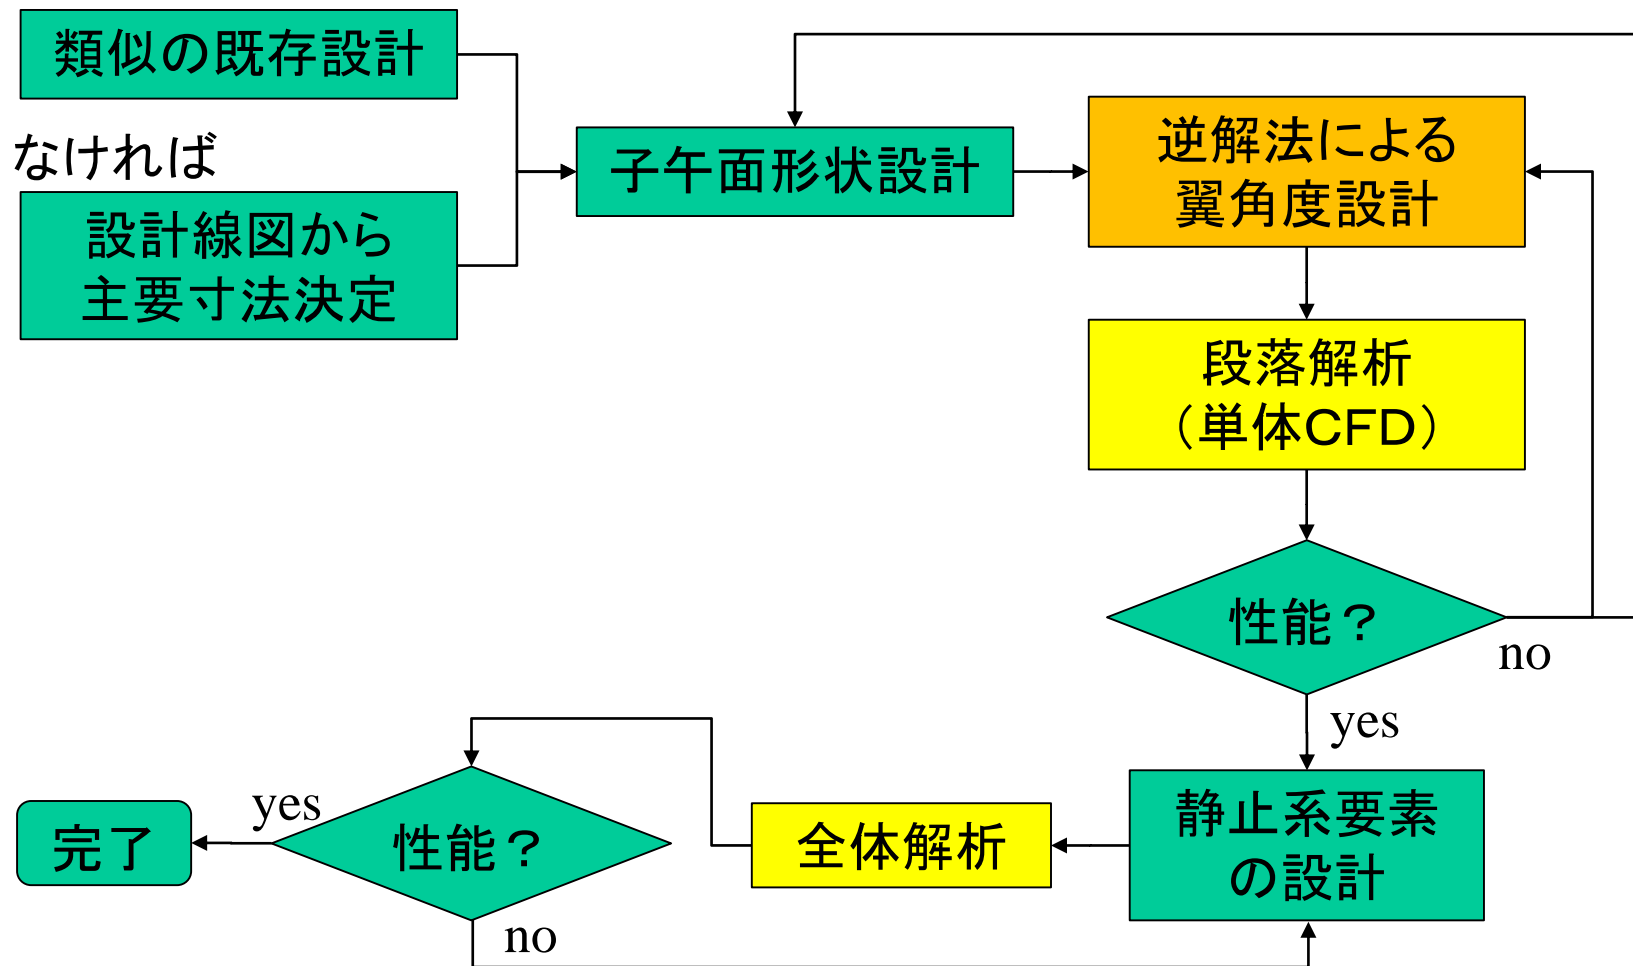 類似の既存設計
なければ
設計線図から
主要寸法決定
子午面形状設計
逆解法による
翼角度設計
段落解析
（単体CFD）
性能？
no
yes
静止系要素
の設計
全体解析
性能？
yes
no
完了